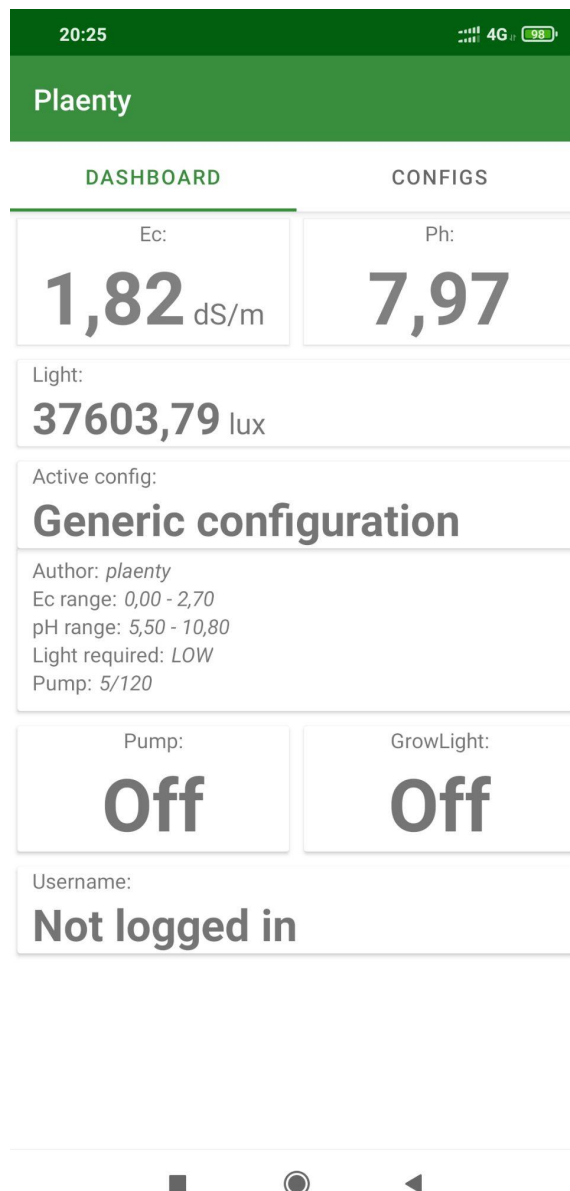 20:25 4G 98
Plaenty
DASHBOARD CONFIGS
Ec: Ph:
1,82 dS/m 7,97
Light:
37603,79 lux
Active config:
Generic configuration
Author: plaenty
Ec range: 0,00 - 2,70
pH range: 5,50 - 10,80
Light required: LOW
Pump: 5/120
Pump: GrowLight:
Off Off
Username:
Not logged in